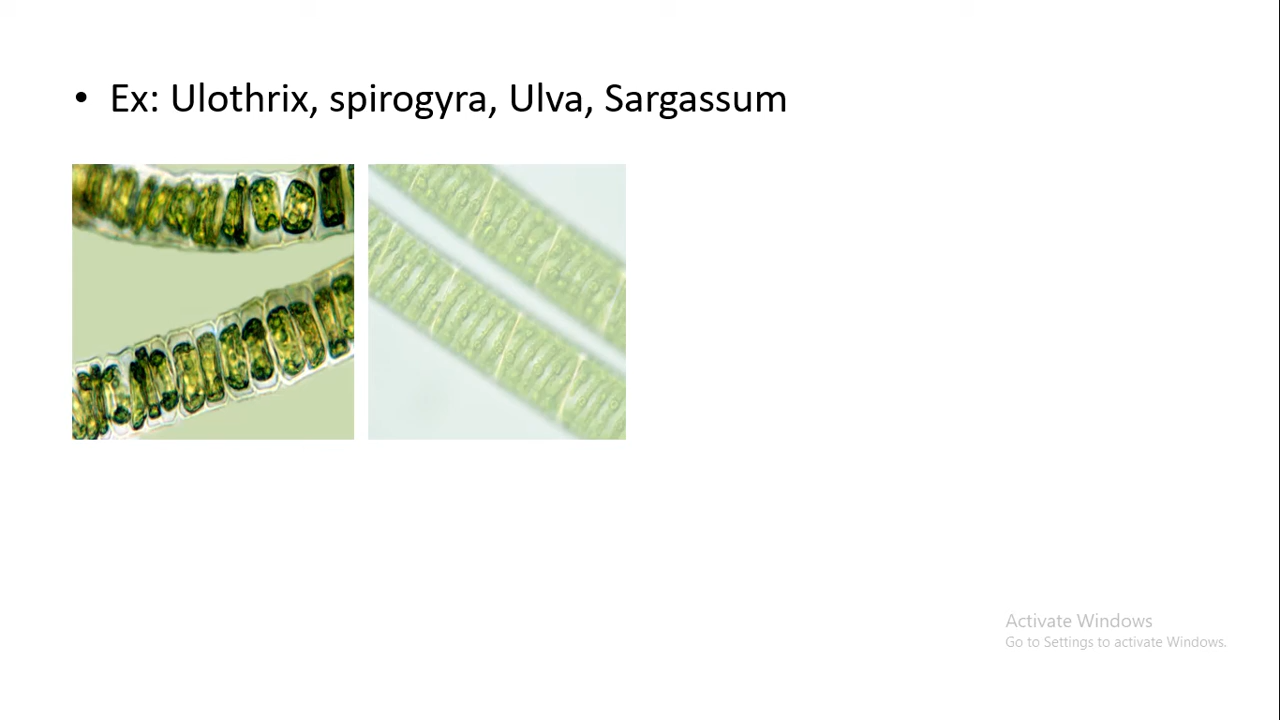 • Ex: Ulothrix, spirogyra, Ulva, Sargassum
Activate Windows
Go to Settings to activate Windows.